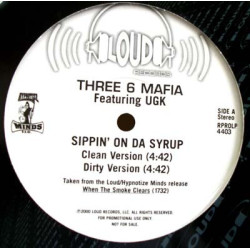 LOUD
THREE 6 MAFIA
Featuring UGK
SIDE A
Stereo
RPROLP
4403
MINDS
SIPPIN' ON DA SYRUP
Clean Version (4:42)
Dirty Version (4:42)
Taken from the Loud/Hypnotize Minds release
When The Smoke Clears (1732)
FOR PROMOTIONAL USE ONLY
NOT FOR SALE.